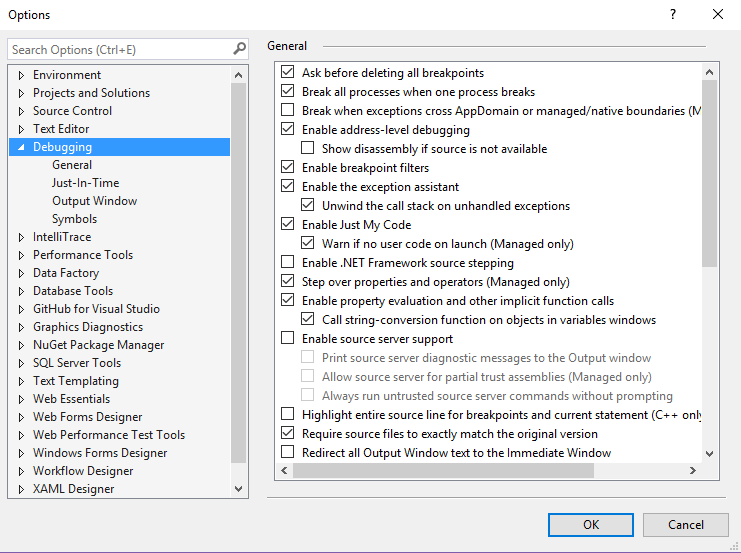 Options
?
Search Options (Ctrl+E)
Environment
Projects and Solutions
Source Control
Text Editor
Debugging
General
Just-In-Time
Output Window
Symbols
IntelliTrace
Performance Tools
Data Factory
Database Tools
GitHub for Visual Studio
Graphics Diagnostics
NuGet Package Manager
SQL Server Tools
Text Templating
Web Essentials
Web Forms Designer
Web Performance Test Tools
Windows Forms Designer
Workflow Designer
XAML Designer
General
Ask before deleting all breakpoints
Break all processes when one process breaks
Break when exceptions cross AppDomain or managed/native boundaries (M
Enable address-level debugging
Show disassembly if source is not available
Enable breakpoint filters
Enable the exception assistant
Unwind the call stack on unhandled exceptions
Enable Just My Code
Warn if no user code on launch (Managed only)
Enable .NET Framework source stepping
Step over properties and operators (Managed only)
Enable property evaluation and other implicit function calls
Call string-conversion function on objects in variables windows
Enable source server support
Print source server diagnostic messages to the Output window
Allow source server for partial trust assemblies (Managed only)
Always run untrusted source server commands without prompting
Highlight entire source line for breakpoints and current statement (C++ only
Require source files to exactly match the original version
Redirect all Output Window text to the Immediate Window
OK
Cancel